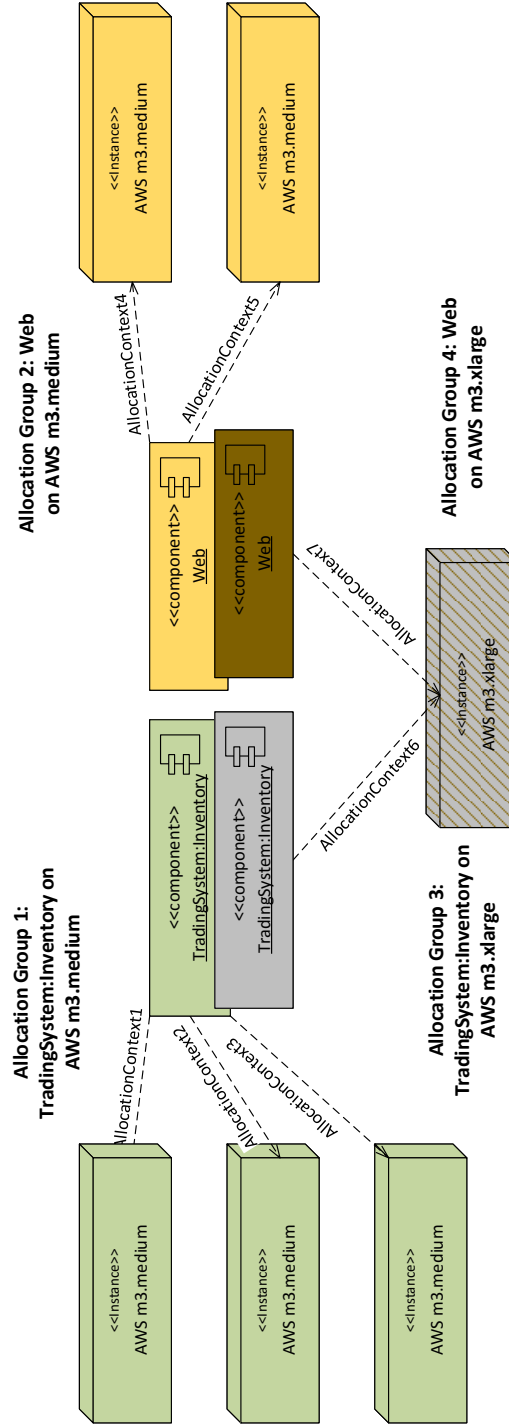 Allocation Group 1:
TradingSystem:Inventory on
AWS m3.medium
Allocation Group 2: Web
on AWS m3.medium
<<Instance>>
AWS m3.medium
AllocationContext1
<<component>>
TradingSystem:Inventory
<<component>>
Web
AllocationContext4
<<Instance>>
AWS m3.medium
<<Instance>>
AWS m3.medium
AllocationContext2
<<component>>
TradingSystem:Inventory
<<component>>
Web
AllocationContext5
<<Instance>>
AWS m3.medium
<<Instance>>
AWS m3.medium
AllocationContext3
AllocationContext6
AllocationContext7
<<Instance>>
AWS m3.xlarge
Allocation Group 3:
TradingSystem:Inventory on
AWS m3.xlarge
Allocation Group 4: Web
on AWS m3.xlarge